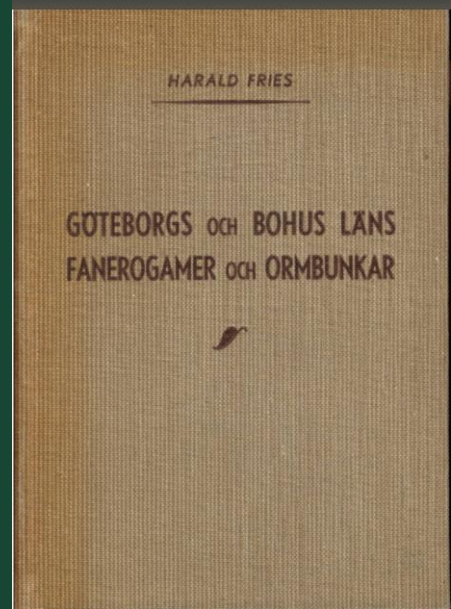 HARALD FRIES
GÖTEBORGS OCH BOHUS LÄNS
FANEROGAMER OCH ORMBUNKAR